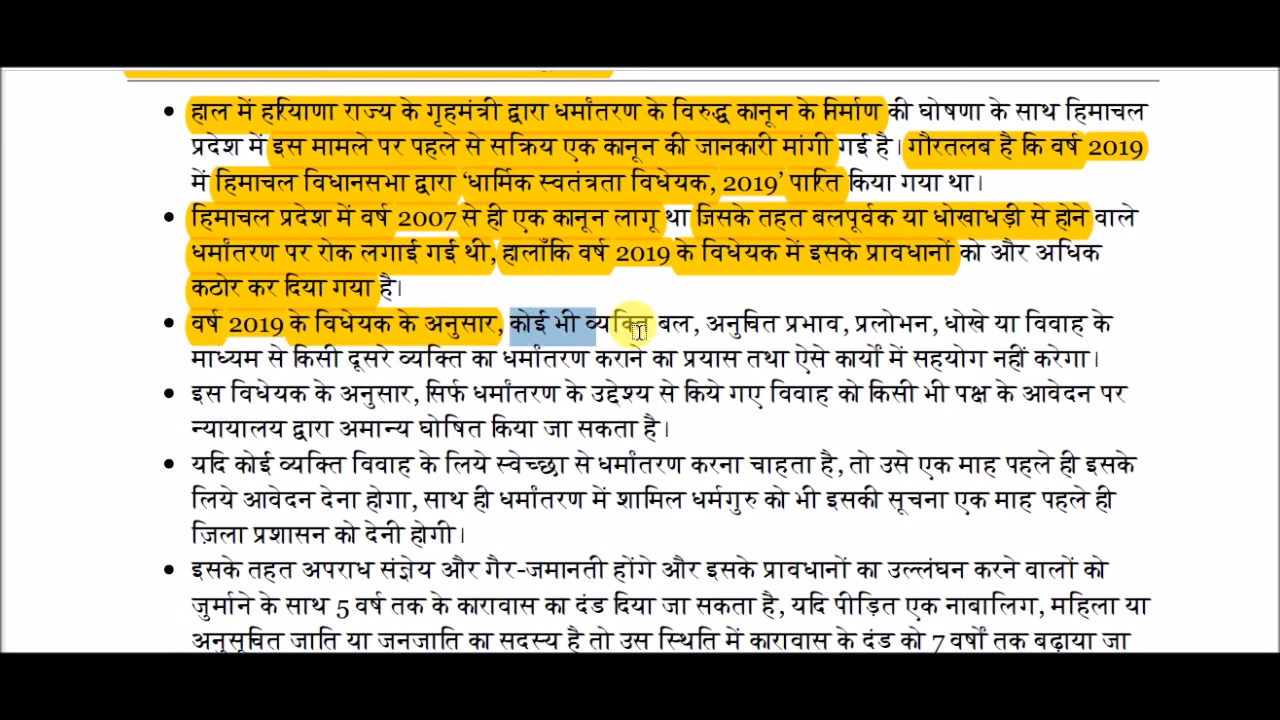 हाल में हरियाणा राज्य के गृहमंत्री द्वारा धर्मांतरण के विरुद्ध कानून के निर्माण की घोषणा के साथ हिमाचल
प्रदेश में इस मामले पर पहले से सक्रिय एक कानून की जानकारी मांगी गई है। गौरतलब है कि वर्ष 2019
में हिमाचल विधानसभा द्वारा ‘धार्मिक स्वतंत्रता विधेयक, 2019’ पारित किया गया था।
हिमाचल प्रदेश में वर्ष 2007 से ही एक कानून लागू था जिसके तहत बलपूर्वक या धोखाधड़ी से होने वाले
धर्मांतरण पर रोक लगाई गई थी, हालाँकि वर्ष 2019 के विधेयक में इसके प्रावधानों को और अधिक
कठोर कर दिया गया है।
वर्ष 2019 के विधेयक के अनुसार, कोई भी व्यक्ति बल, अनुचित प्रभाव, प्रलोभन, धोखे या विवाह के
माध्यम से किसी दूसरे व्यक्ति का धर्मांतरण कराने का प्रयास तथा ऐसे कार्यों में सहयोग नहीं करेगा।
इस विधेयक के अनुसार, सिर्फ धर्मांतरण के उद्देश्य से किये गए विवाह को किसी भी पक्ष के आवेदन पर
न्यायालय द्वारा अमान्य घोषित किया जा सकता है।
यदि कोई व्यक्ति विवाह के लिये स्वेच्छा से धर्मांतरण करना चाहता है, तो उसे एक माह पहले ही इसके
लिये आवेदन देना होगा, साथ ही धर्मांतरण में शामिल धर्मगुरु को भी इसकी सूचना एक माह पहले ही
ज़िला प्रशासन को देनी होगी।
इसके तहत अपराध संज्ञेय और गैर-जमानती होंगे और इसके प्रावधानों का उल्लंघन करने वालों को
जुर्माने के साथ 5 वर्ष तक के कारावास का दंड दिया जा सकता है, यदि पीड़ित एक नाबालिग, महिला या
अनुसूचित जाति या जनजाति का सदस्य है तो उस स्थिति में कारावास के दंड को 7 वर्षों तक बढ़ाया जा